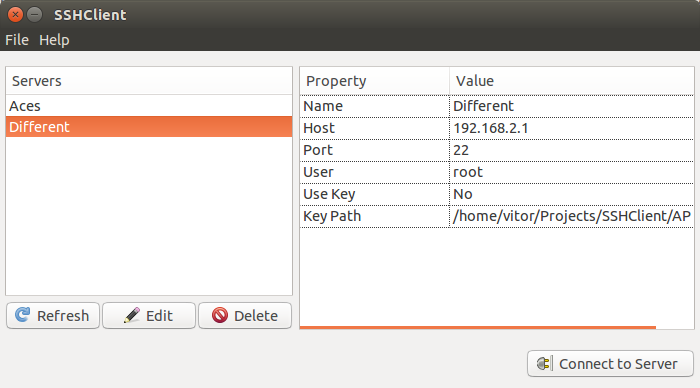 SSHClient
File Help
Servers
Aces
Different
Refresh Edit Delete
Property Value
Name Different
Host 192.168.2.1
Port 22
User root
Use Key No
Key Path /home/vitor/Projects/SSHClient/AP
Connect to Server